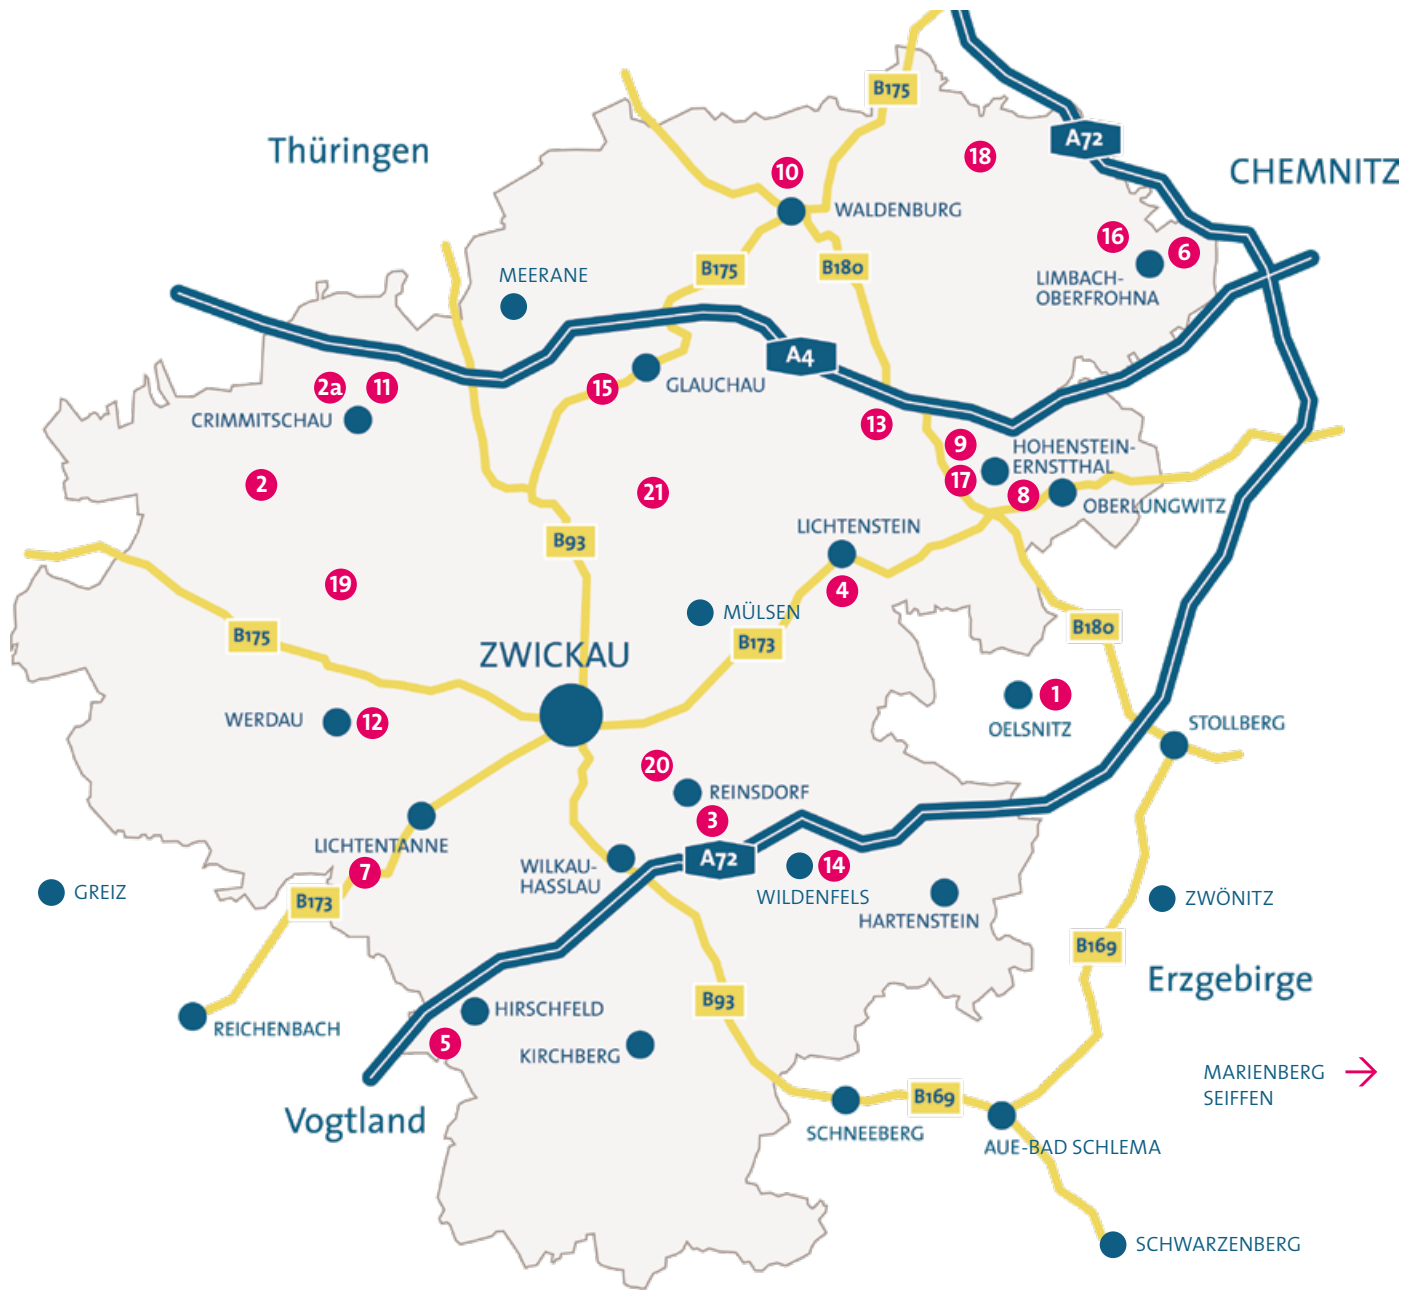 B175
A72
Thüringen
18
CHEMNITZ
10
WALDENBURG
16
6
B175
B180
MEERANE
LIMBACH-
OBERFROHNA
A4
2a
11
15
GLAUCHAU
CRIMMITSCHAU
13
9
HOHENSTEIN-
ERNSTTHAL
17
8
2
21
OBERLUNGWITZ
LICHTENSTEIN
B93
19
4
MÜLSEN
B180
B175
B173
ZWICKAU
1
WERDAU
12
OELSNITZ
STOLLBERG
20
REINSDORF
3
LICHTENTANNE
A72
7
WILKAU-
HASSLAU
14
WILDENFELS
GREIZ
B173
HARTENSTEIN
ZWÖNITZ
B169
Erzgebirge
B93
HIRSCHFELD
REICHENBACH
5
KIRCHBERG
MARIENBERG
SEIFFEN
B169
Vogtland
SCHNEEBERG
AUE-BAD SCHLEMA
SCHWARZENBERG